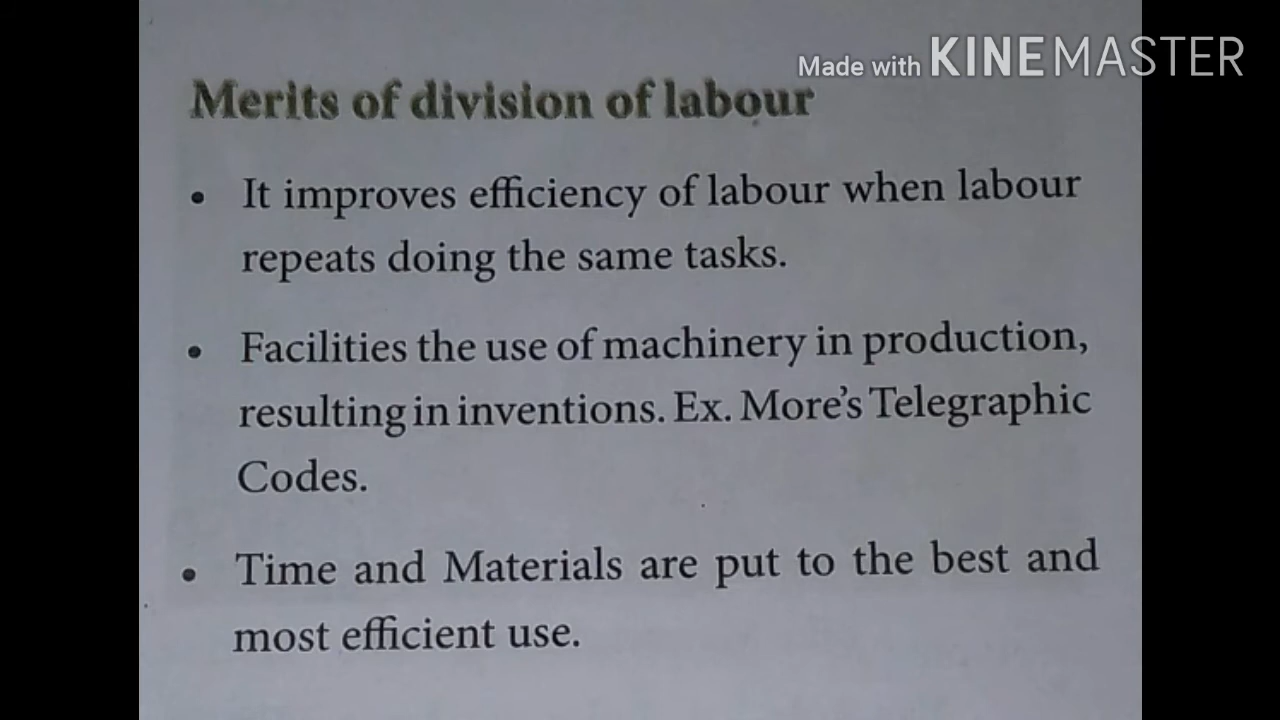 Made with KINEMASTER
Merits of division of labour
• It improves efficiency of labour when labour
repeats doing the same tasks.
• Facilities the use of machinery in production,
resulting in inventions. Ex. More's Telegraphic
Codes.
• Time and Materials are put to the best and
most efficient use.